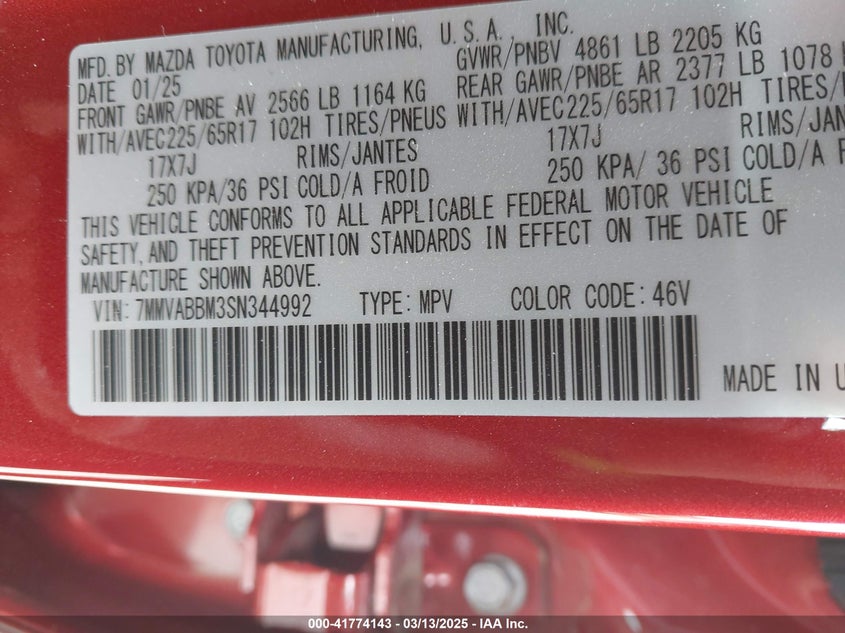 MFD. BY MAZDA TOYOTA MANUFACTURING, U.S.A., INC.
DATE 01/25 GVWR/PNBV 4861 LB 2205 KG
FRONT GAWR/PNBE AV 2566 LB 1164 KG REAR GAWR/PNBE AR 2377 LB 1078
WITH/AVEC225/65R17 102H TIRES/PNEUS WITH/AVEC225/65R17 102H TIRES/
17X7J RIMS/JANTES 17X7J RIMS/JANTE
250 KPA/36 PSI COLD/A FROID 250 KPA/ 36 PSI COLD/A F
THIS VEHICLE CONFORMS TO ALL APPLICABLE FEDERAL MOTOR VEHICLE
SAFETY, AND THEFT PREVENTION STANDARDS IN EFFECT ON THE DATE OF
MANUFACTURE SHOWN ABOVE.
VIN: 7MMVABBM3SN344992 TYPE: MPV COLOR CODE: 46V
MADE IN U
000-41774143 - 03/13/2025 - IAA Inc.